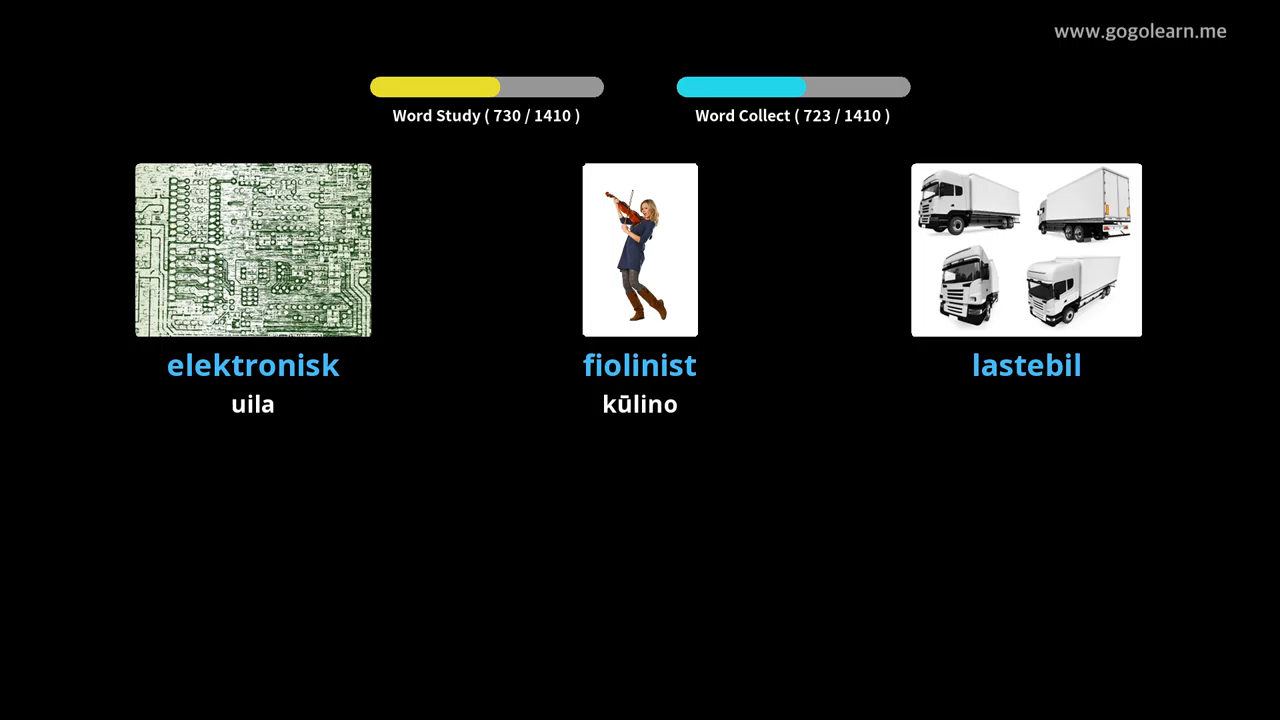 www.gogolearn.me
Word Study ( 730 / 1410 )
Word Collect ( 723 / 1410 )
elektronisk
uila
fiolinist
kūlino
lastebil